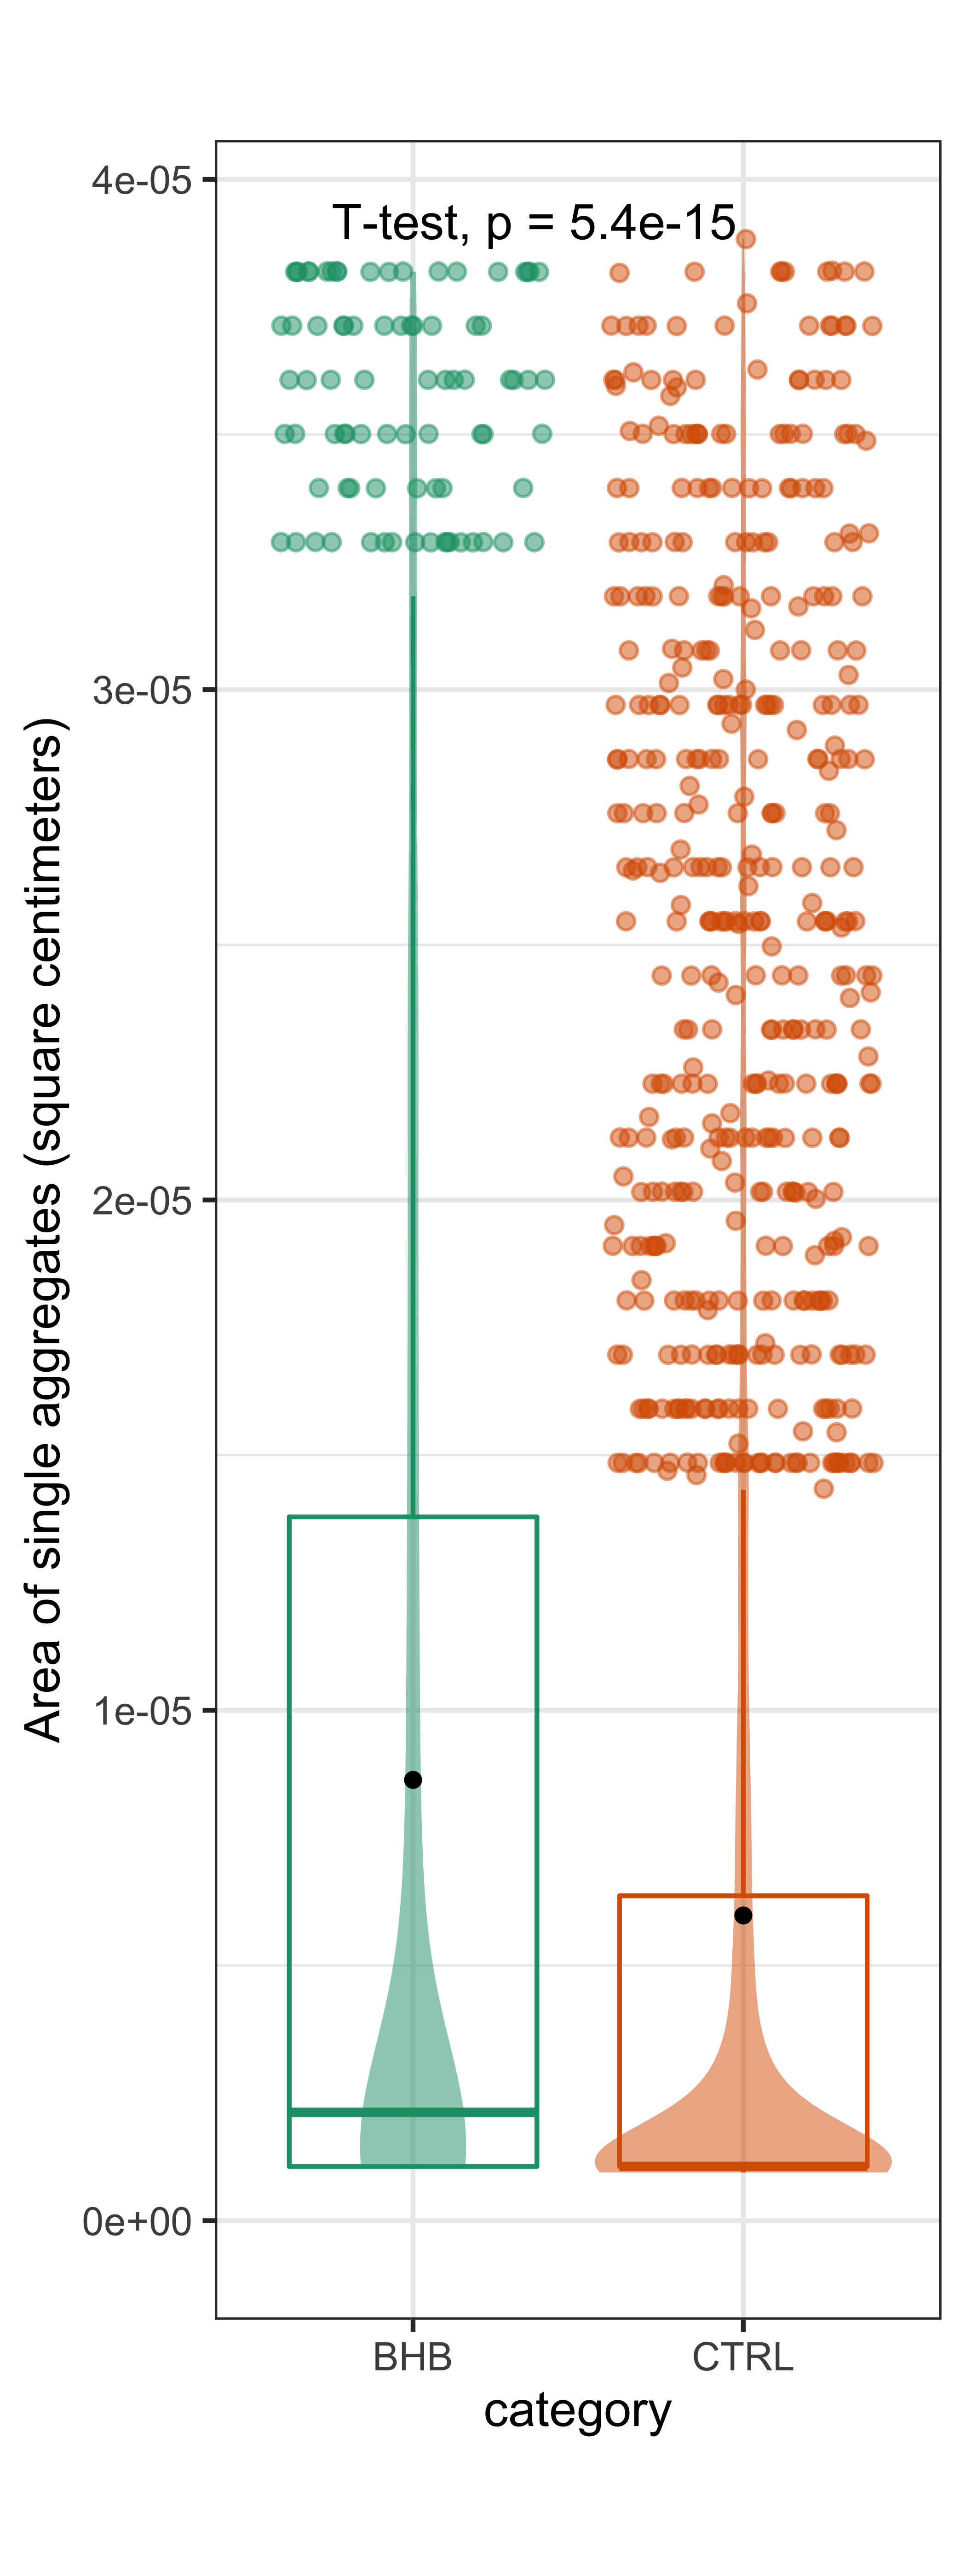 4e-05
T-test, p = 5.4e-15
3e-05
2e-05
1e-05
0e+00
Area of single aggregates (square centimeters)
BHB
CTRL
category